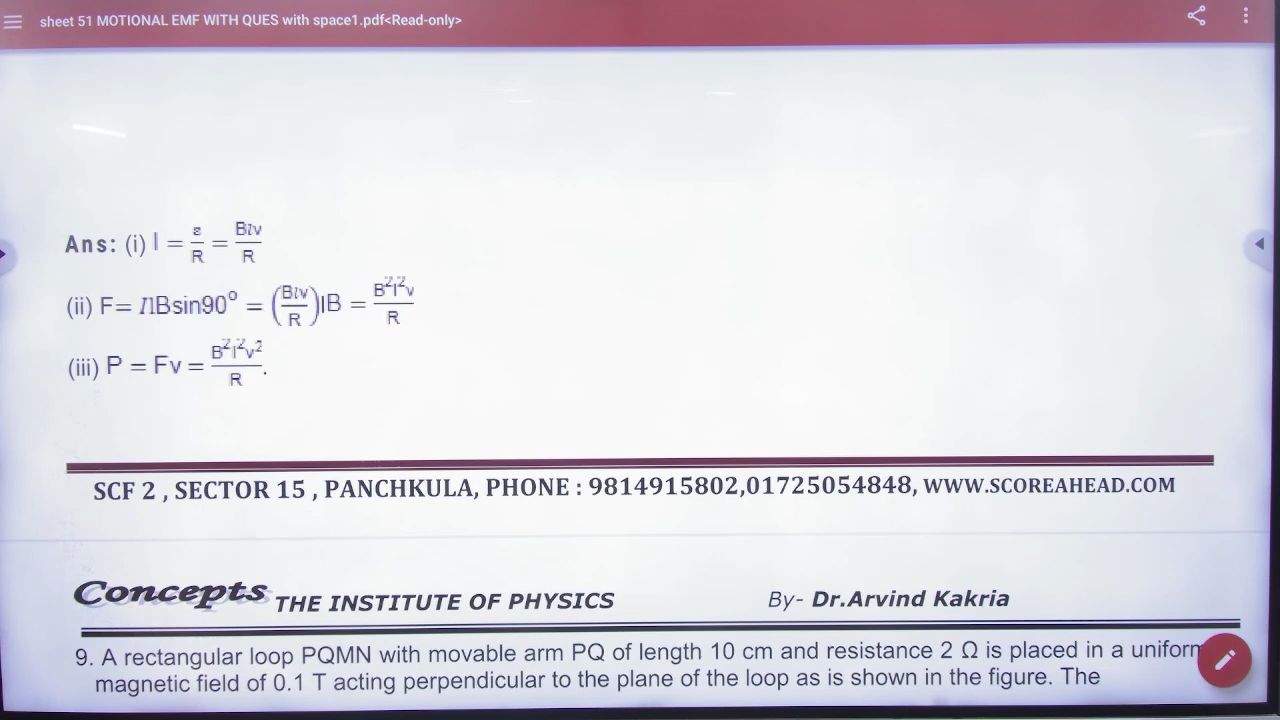 sheet 51 MOTIONAL EMF WITH QUES with space1.pdf<Read-only>
Ans: (i) I = ε/R = Blv/R
(ii) F= IlBsin90° = (Blv/R)lB = B²l²v/R
(iii) P = Fv = B²l²v²/R.
SCF 2 , SECTOR 15 , PANCHKULA, PHONE : 9814915802,01725054848, WWW.SCOREAHEAD.COM
Concepts THE INSTITUTE OF PHYSICS By- Dr.Arvind Kakria
9. A rectangular loop PQMN with movable arm PQ of length 10 cm and resistance 2 Ω is placed in a uniform
magnetic field of 0.1 T acting perpendicular to the plane of the loop as is shown in the figure. The